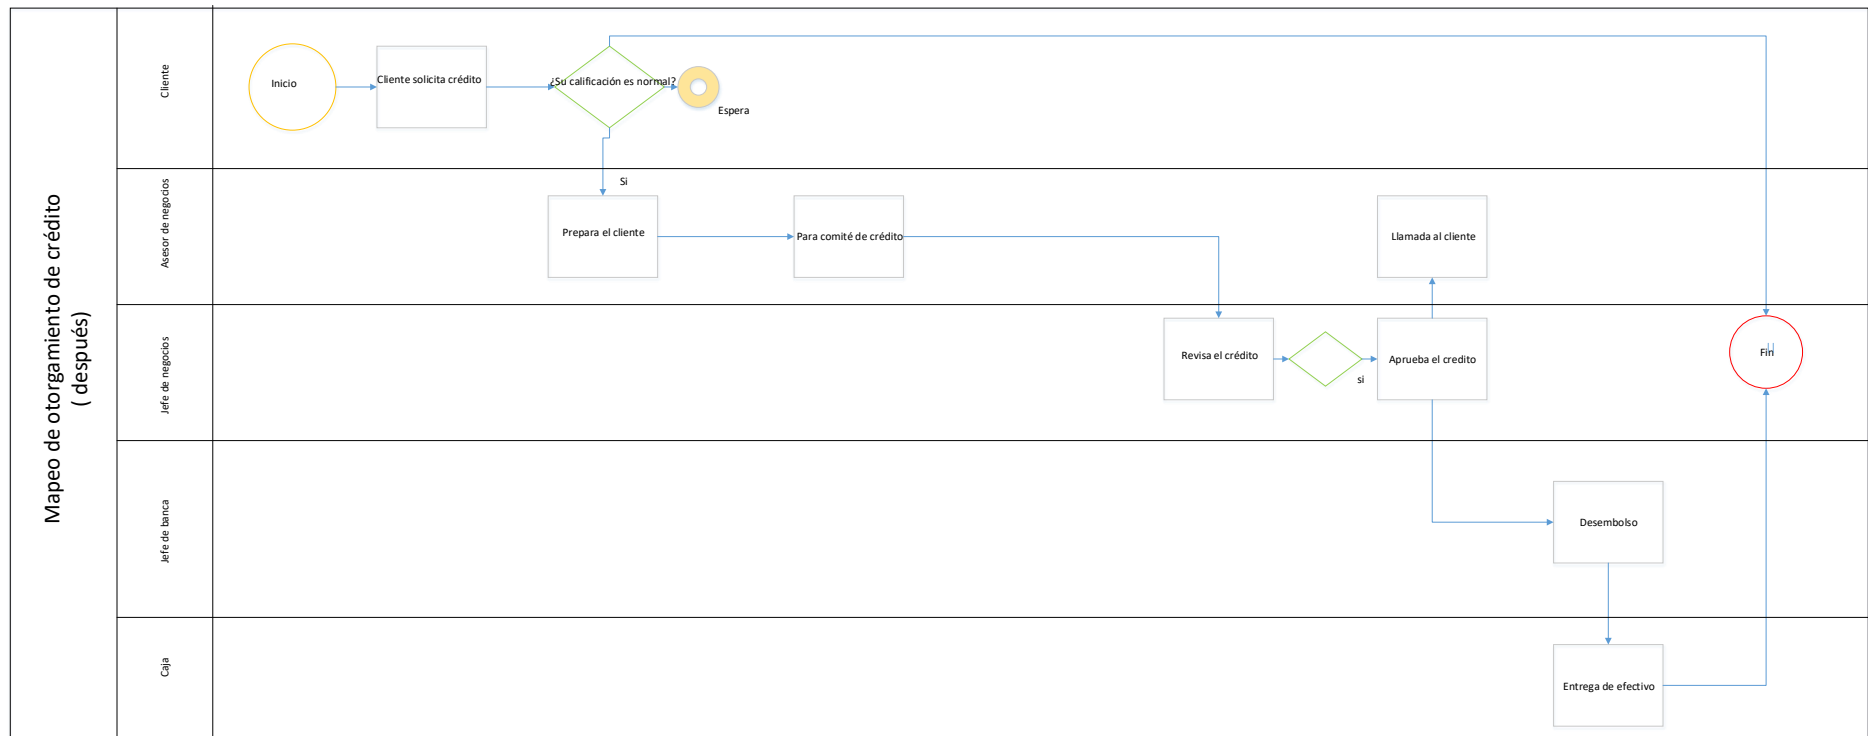 Mapeo de otorgamiento de crédito
( después)
Cliente
Inicio
Cliente solicita crédito
¿Su calificación es normal?
Espera
Asesor de negocios
Si
Prepara el cliente
Para comité de crédito
Llamada al cliente
Jefe de negocios
Revisa el crédito
si
Aprueba el credito
Fin
Jefe de banca
Desembolso
Caja
Entrega de efectivo